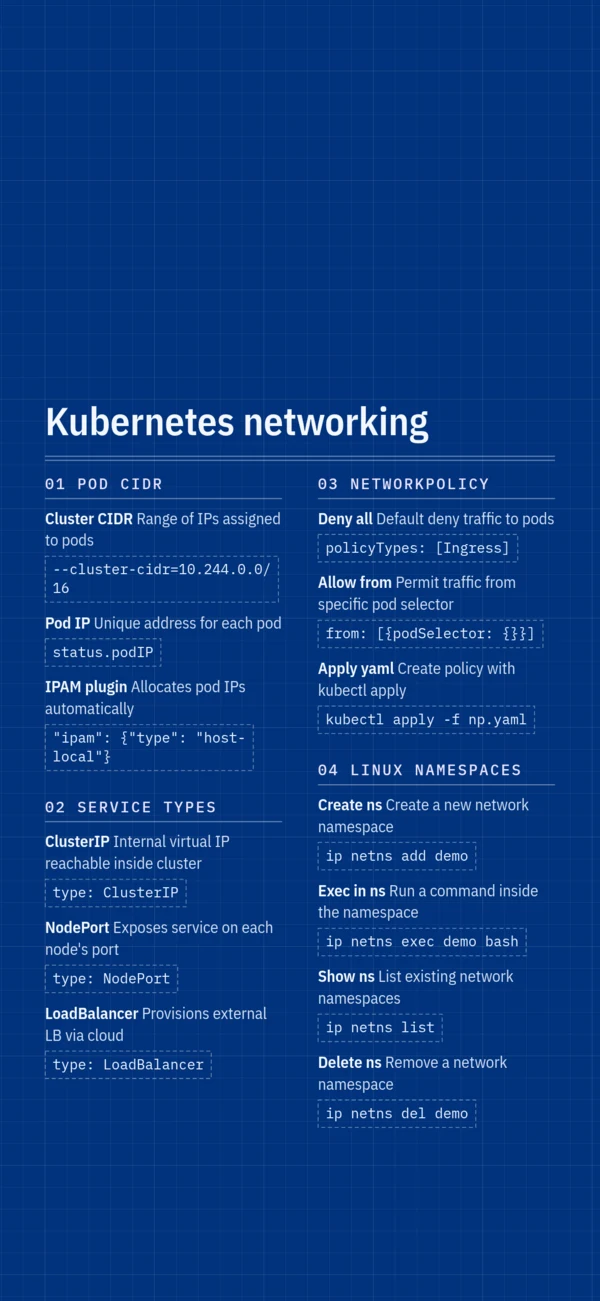 Kubernetes networking
01 POD CIDR
Cluster CIDR Range of IPs assigned
to pods
--cluster-cidr=10.244.0.0/
16
Pod IP Unique address for each pod
status.podIP
IPAM plugin Allocates pod IPs
automatically
"ipam": {"type": "host-
local"}
02 SERVICE TYPES
ClusterIP Internal virtual IP
reachable inside cluster
type: ClusterIP
NodePort Exposes service on each
node's port
type: NodePort
LoadBalancer Provisions external
LB via cloud
type: LoadBalancer
03 NETWORKPOLICY
Deny all Default deny traffic to pods
policyTypes: [Ingress]
Allow from Permit traffic from
specific pod selector
from: [{podSelector: {}}]
Apply yaml Create policy with
kubectl apply
kubectl apply -f np.yaml
04 LINUX NAMESPACES
Create ns Create a new network
namespace
ip netns add demo
Exec in ns Run a command inside
the namespace
ip netns exec demo bash
Show ns List existing network
namespaces
ip netns list
Delete ns Remove a network
namespace
ip netns del demo